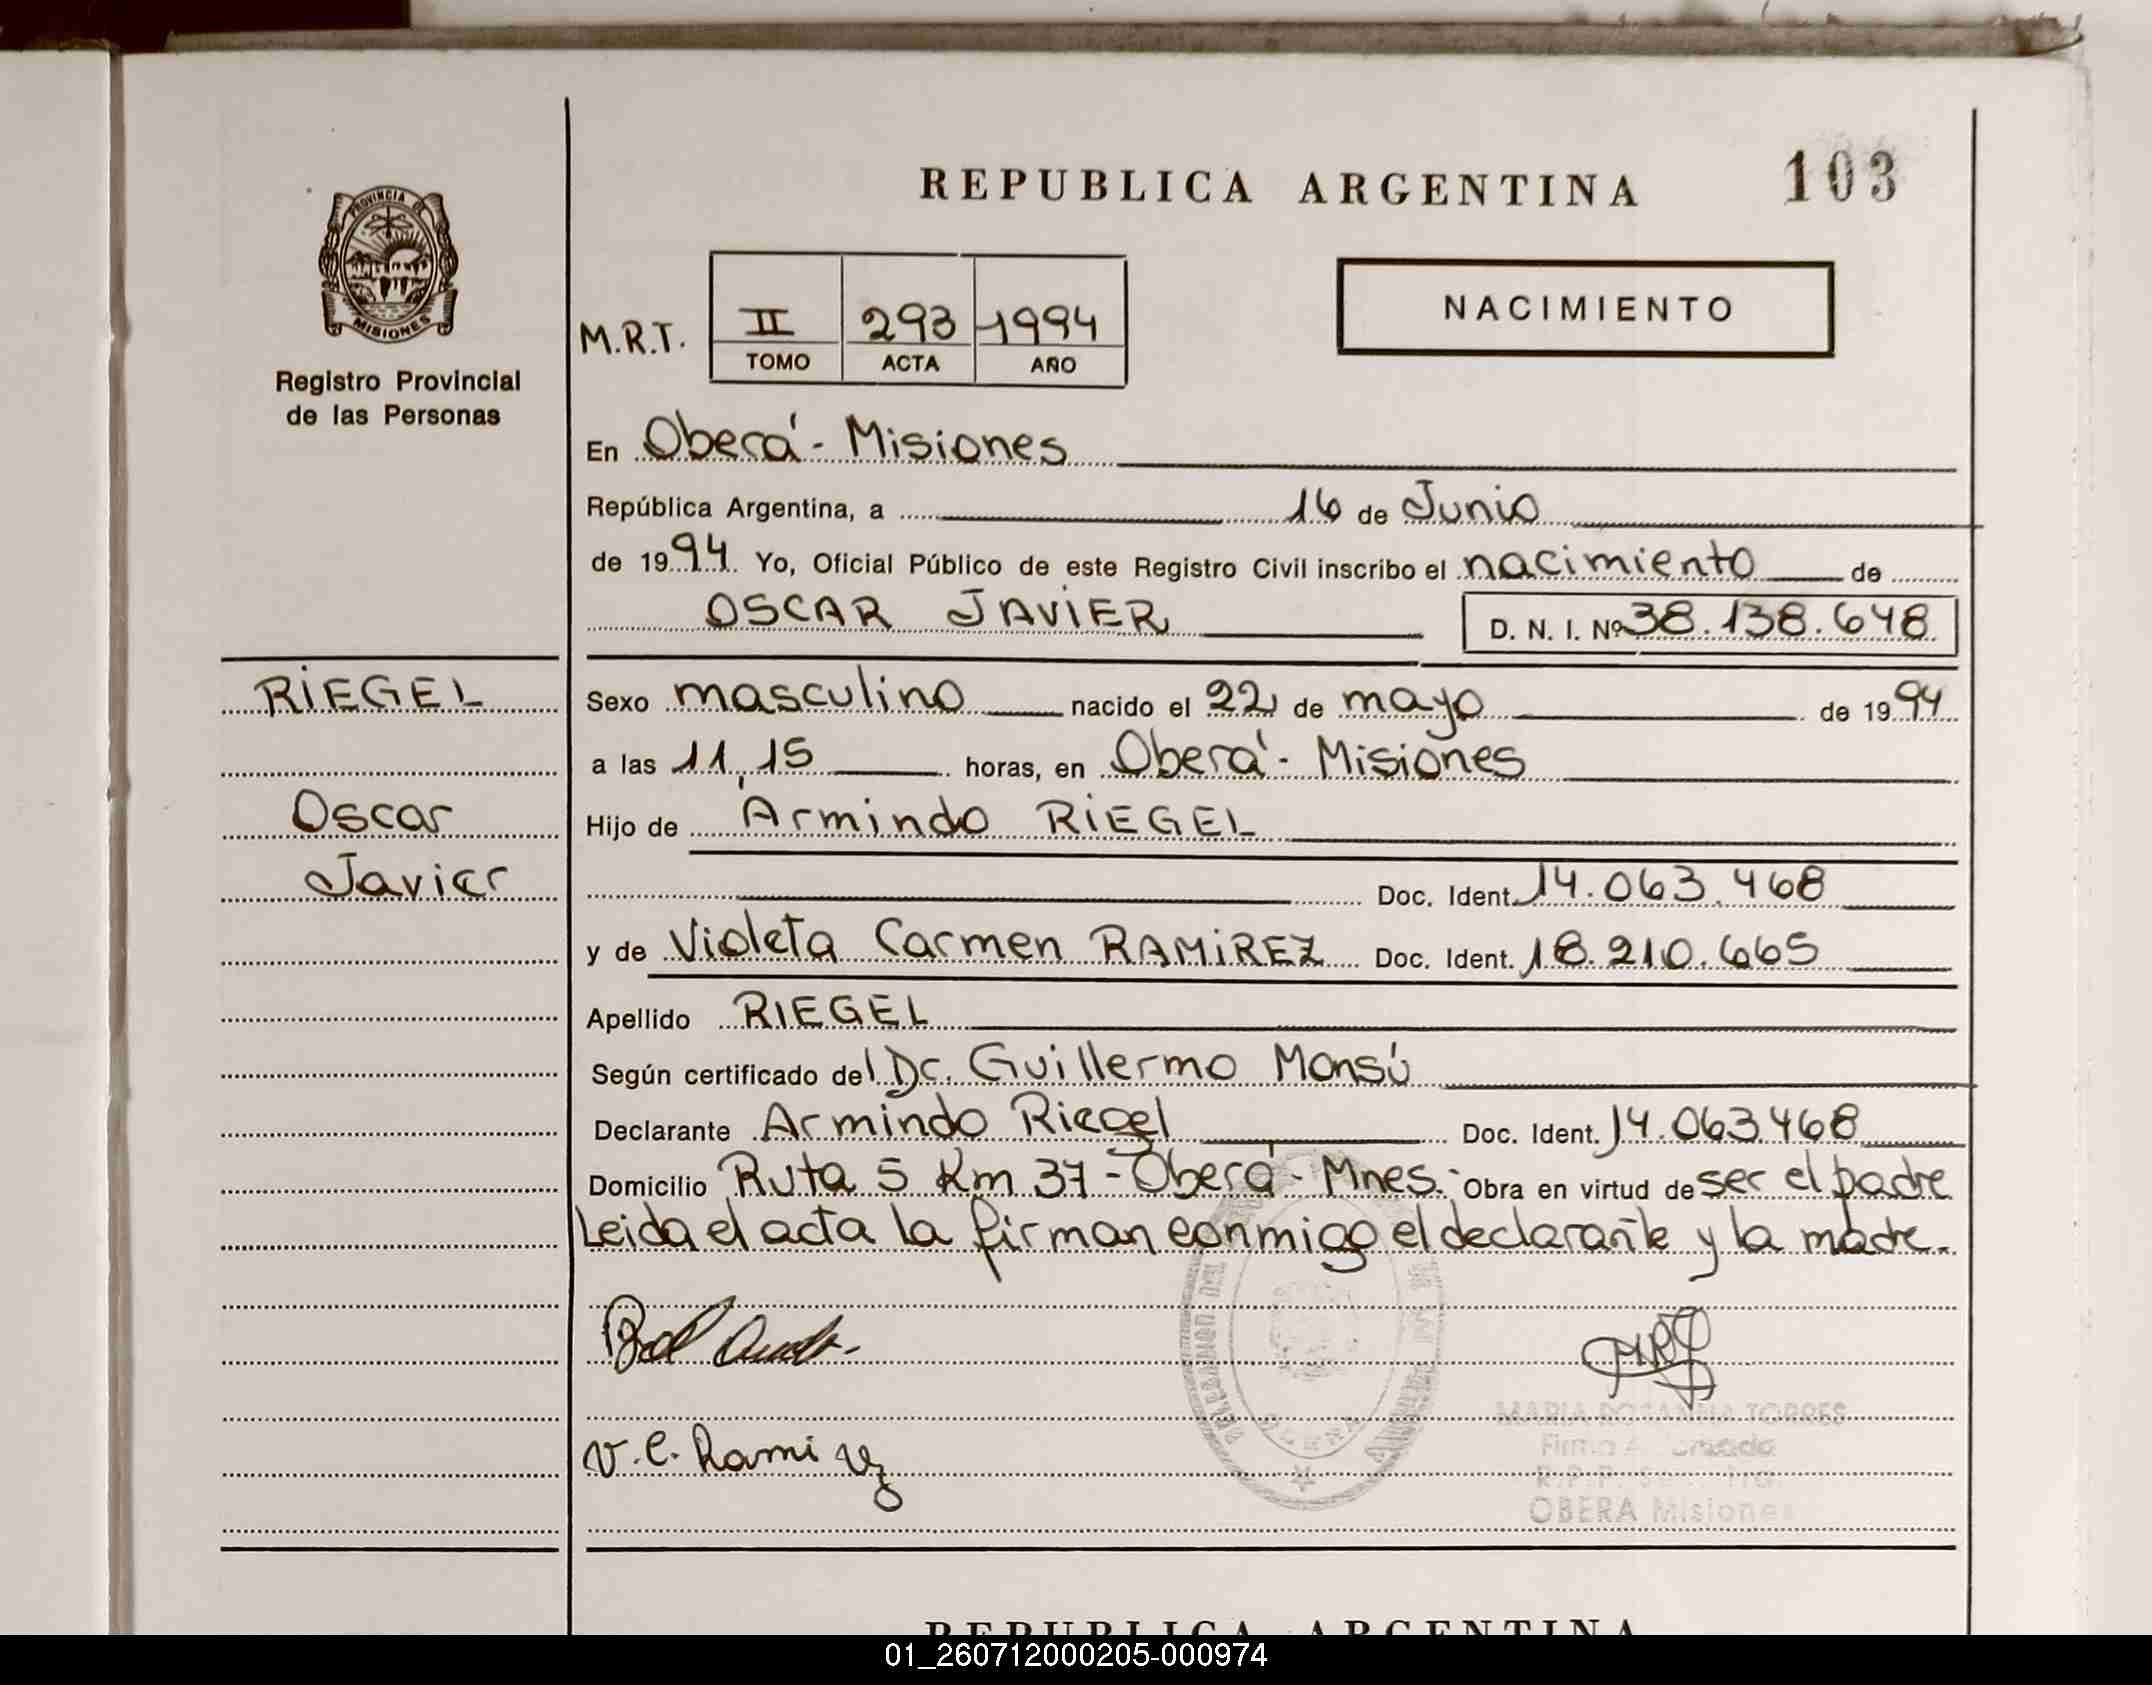 REPUBLICA ARGENTINA 103
PROVINCIA DE
MISIONES
Registro Provincial
de las Personas
M.R.T. II 293 1994
TOMO ACTA AÑO
NACIMIENTO
En Oberá - Misiones
República Argentina, a 16 de Junio
de 1994. Yo, Oficial Público de este Registro Civil inscribo el nacimiento de
OSCAR JAVIER D. N. I. Nº 38.138.648
RIEGEL
Oscar
Javier
Sexo masculino nacido el 22 de mayo de 1994
a las 11,15 horas, en Oberá - Misiones
Hijo de Armindo RIEGEL
Doc. Ident. 14.063.468
y de Violeta Carmen RAMIREZ Doc. Ident. 18.210.665
Apellido RIEGEL
Según certificado del Dr. Guillermo Monsú
Declarante Armindo Riegel Doc. Ident. 14.063.468
Domicilio Ruta 5 Km 37 - Oberá - Mnes. Obra en virtud de ser el padre
Leida el acta la firman conmigo el declarante y la madre.
V. C. Ramirez
MARIA ROSANNA TORRES
OBERA Misiones
REPUBLICA ARGENTINA
01_260712000205-000974